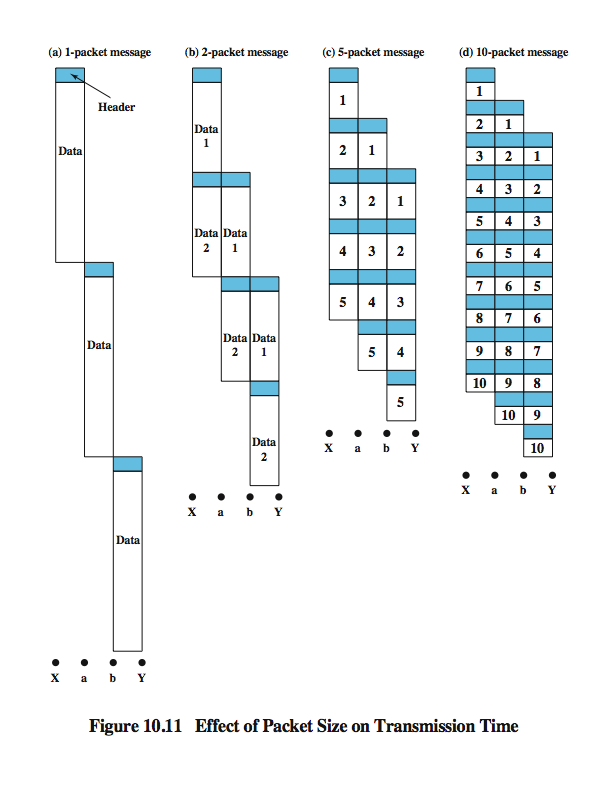 (a) 1-packet message (b) 2-packet message (c) 5-packet message (d) 10-packet message
Header
Data
Data
Data
X a b Y
Data
1
Data Data
2 1
Data Data
2 1
Data
2
X a b Y
1
2 1
3 2 1
4 3 2
5 4 3
5 4
5
X a b Y
1
2 1
3 2 1
4 3 2
5 4 3
6 5 4
7 6 5
8 7 6
9 8 7
10 9 8
10 9
10
X a b Y
Figure 10.11 Effect of Packet Size on Transmission Time